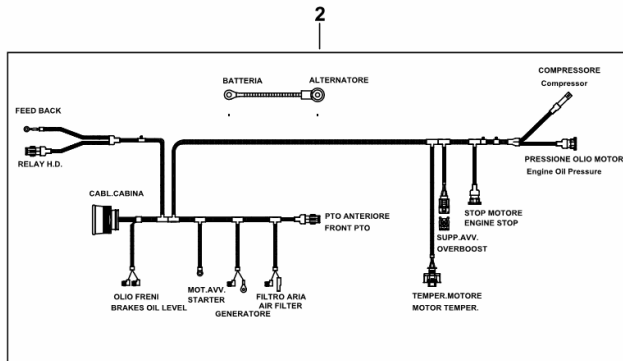 2
BATTERIA
ALTERNATORE
COMPRESSORE
Compressor
FEED BACK
RELAY H.D.
PRESSIONE OLIO MOTOR
Engine Oil Pressure
CABL.CABINA
PTO ANTERIORE
FRONT PTO
STOP MOTORE
ENGINE STOP
SUPP.AVV.
OVERBOOST
OLIO FRENI
BRAKES OIL LEVEL
MOT.AVV.
STARTER
GENERATORE
FILTRO ARIA
AIR FILTER
TEMPER.MOTORE
MOTOR TEMPER.